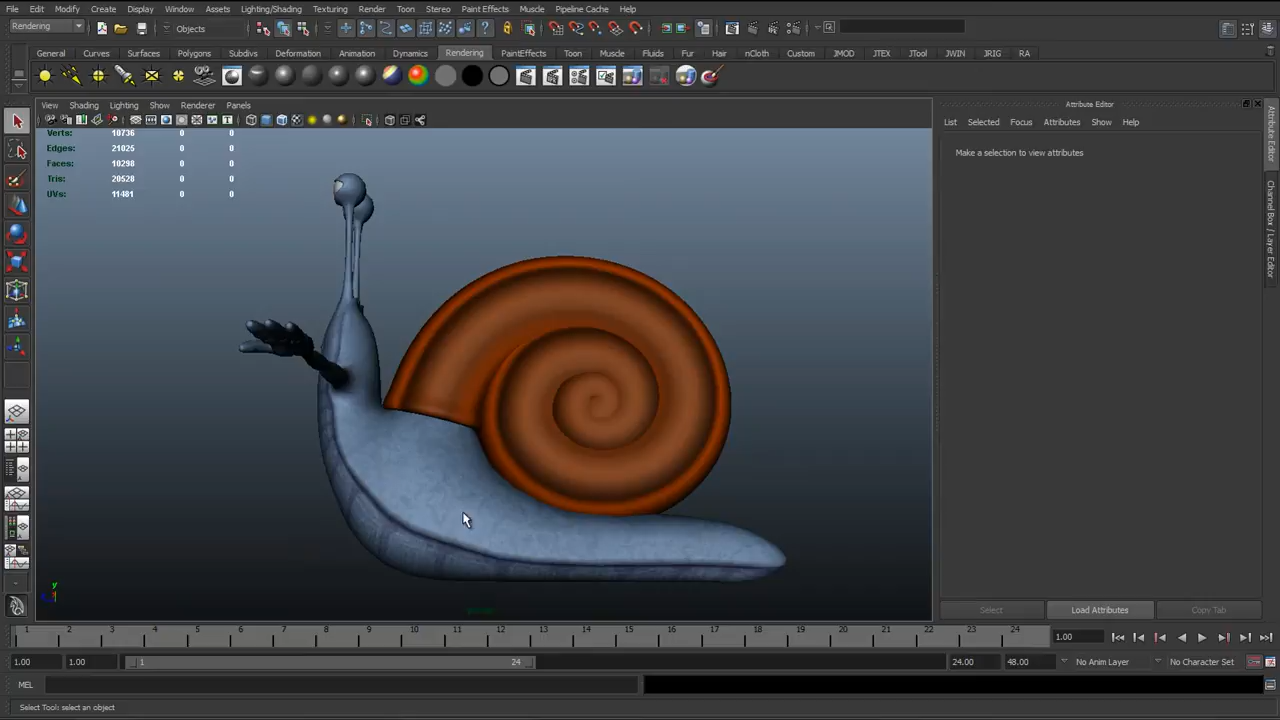 File Edit Modify Create Display Window Assets Lighting/Shading Texturing Render Toon Stereo Paint Effects Muscle Pipeline Cache Help
Rendering Objects
General Curves Surfaces Polygons Subdivs Deformation Animation Dynamics Rendering PaintEffects Toon Muscle Fluids Fur Hair nCloth Custom JMOD JTEX JTool JWIN JRIG RA
View Shading Lighting Show Renderer Panels
Attribute Editor
List Selected Focus Attributes Show Help
Make a selection to view attributes
Verts: 10736 0 0
Edges: 21025 0 0
Faces: 10298 0 0
Tris: 20528 0 0
UVs: 11481 0 0
Attribute Editor
Channel Box / Layer Editor
y
Select Load Attributes Copy Tab
1 2 3 4 5 6 7 8 9 10 11 12 13 14 15 16 17 18 19 20 21 22 23 24 1.00
1.00 1.00 1 24 24.00 48.00 No Anim Layer No Character Set
MEL
Select Tool: select an object